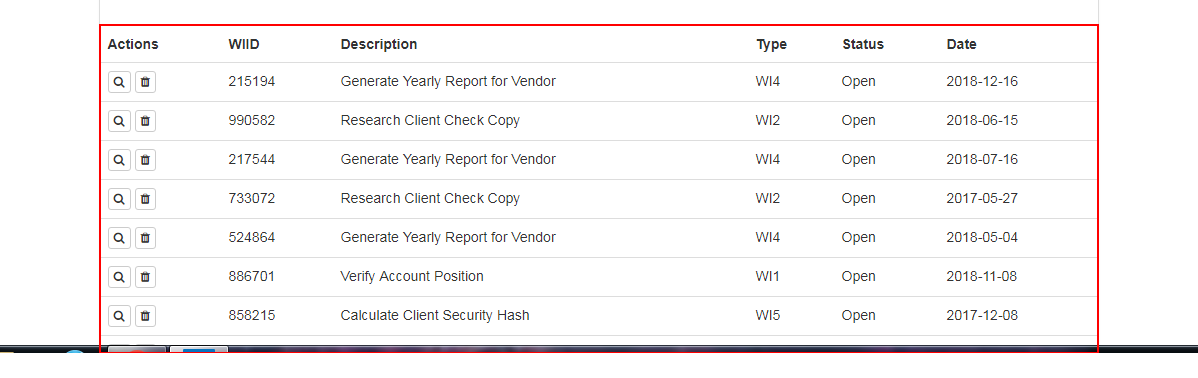 Actions WIID Description Type Status Date
215194 Generate Yearly Report for Vendor WI4 Open 2018-12-16
990582 Research Client Check Copy WI2 Open 2018-06-15
217544 Generate Yearly Report for Vendor WI4 Open 2018-07-16
733072 Research Client Check Copy WI2 Open 2017-05-27
524864 Generate Yearly Report for Vendor WI4 Open 2018-05-04
886701 Verify Account Position WI1 Open 2018-11-08
858215 Calculate Client Security Hash WI5 Open 2017-12-08